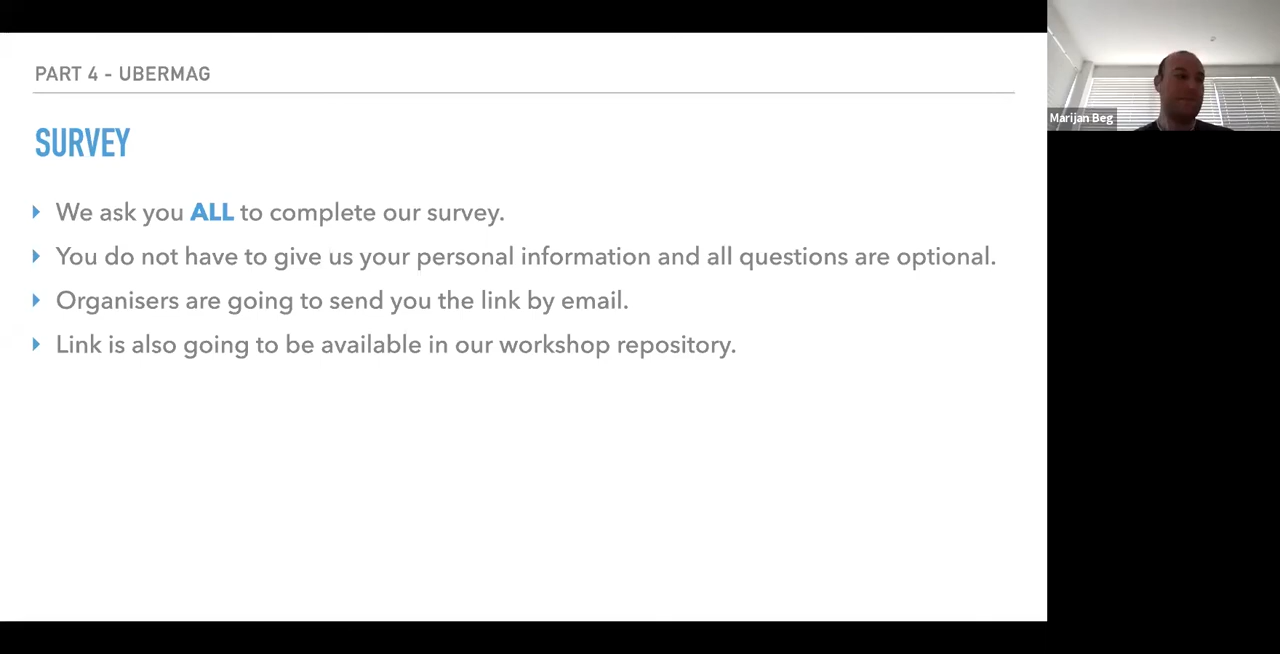 PART 4 - UBERMAG
SURVEY
We ask you ALL to complete our survey.
You do not have to give us your personal information and all questions are optional.
Organisers are going to send you the link by email.
Link is also going to be available in our workshop repository.
Marijan Beg